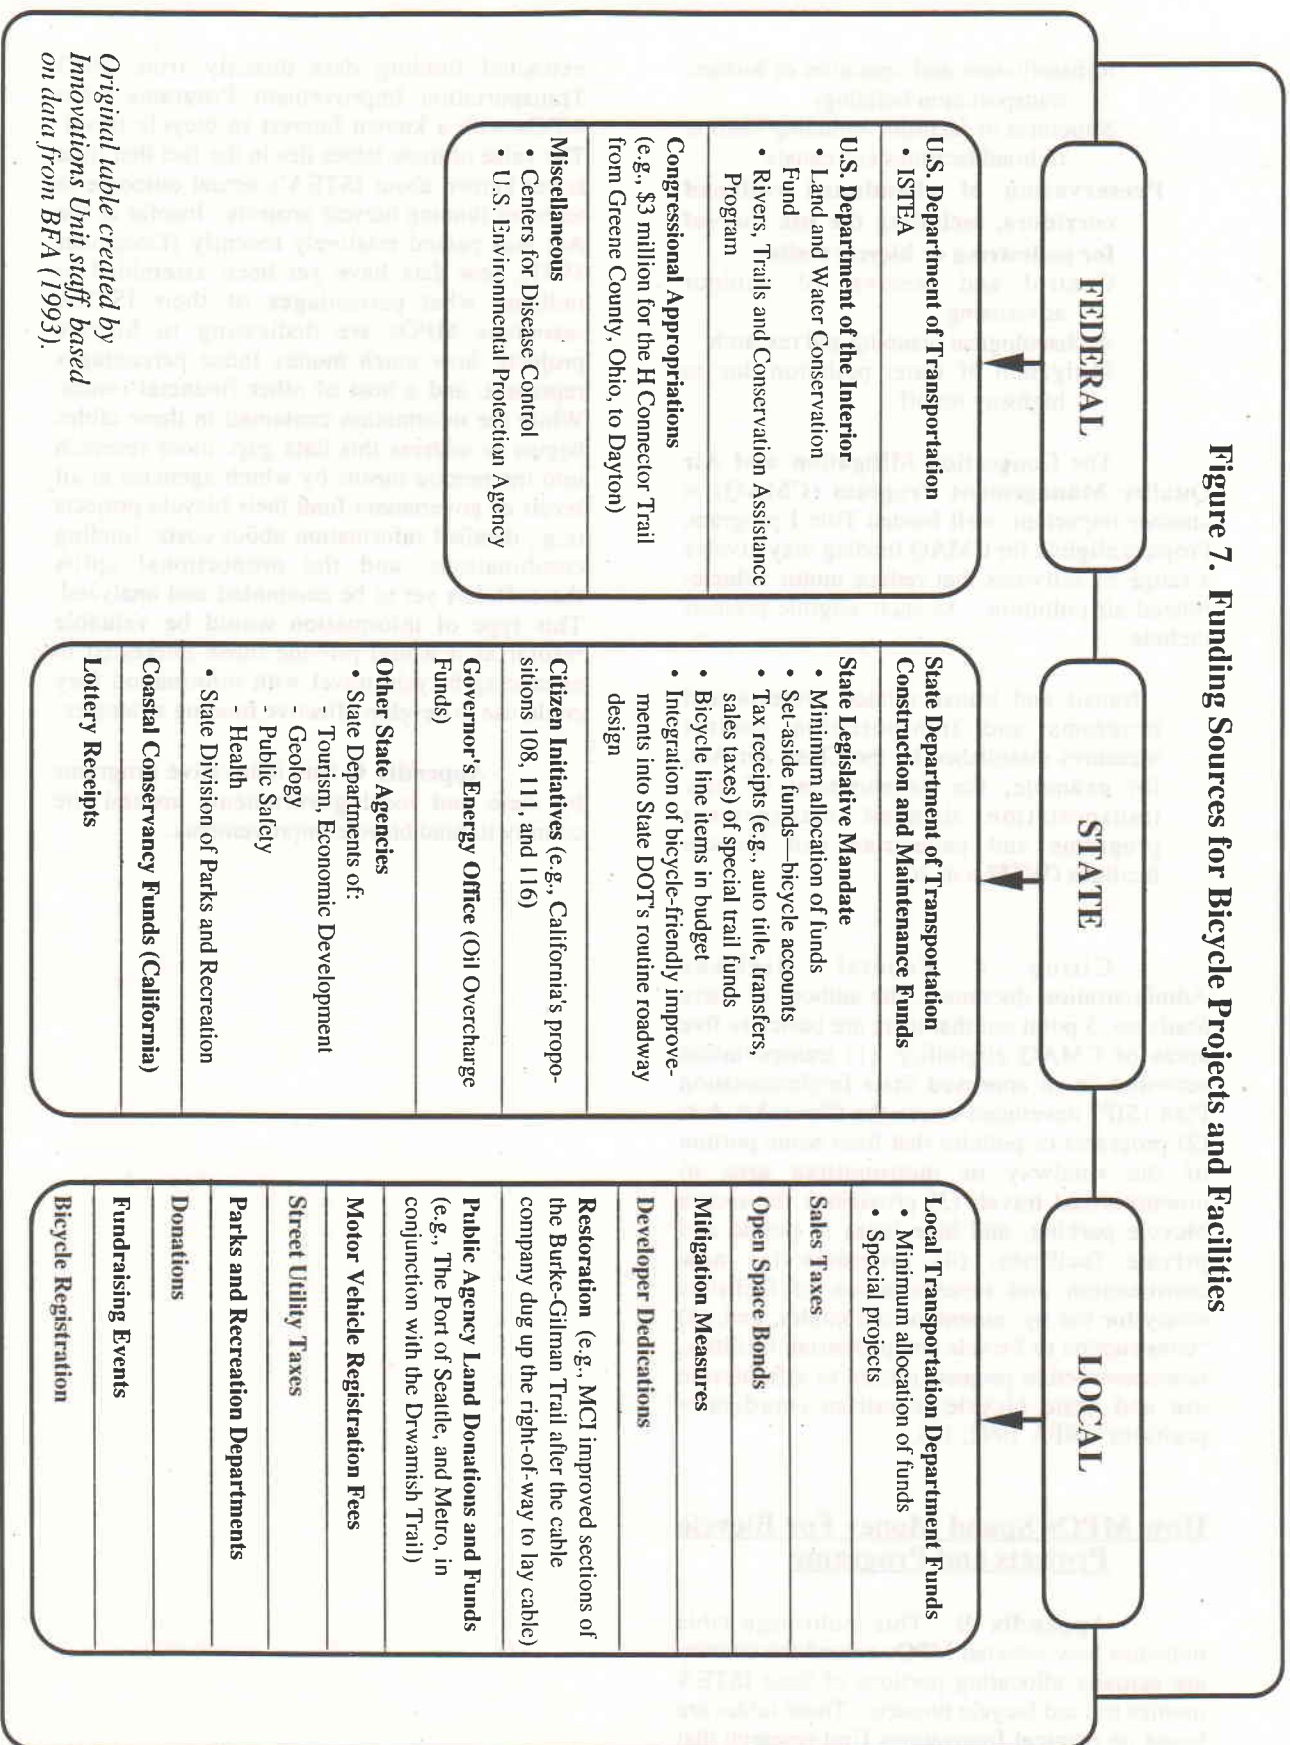 Figure 7. Funding Sources for Bicycle Projects and Facilities
FEDERAL
U.S. Department of Transportation
• ISTEA
U.S. Department of the Interior
• Land and Water Conservation
Fund
• Rivers, Trails and Conservation Assistance
Program
Congressional Appropriations
(e.g., $3 million for the H Connector Trail
from Greene County, Ohio, to Dayton)
Miscellaneous
• Centers for Disease Control
• U.S. Environmental Protection Agency
Original table created by
Innovations Unit staff, based
on data from BFA (1993).
STATE
State Department of Transportation
Construction and Maintenance Funds
State Legislative Mandate
• Minimum allocation of funds
• Set-aside funds—bicycle accounts
• Tax receipts (e.g., auto title, transfers,
sales taxes) of special trail funds
• Bicycle line items in budget
• Integration of bicycle-friendly improve-
ments into State DOT's routine roadway
design
Citizen Initiatives (e.g., California's propo-
sitions 108, 111, and 116)
Governor's Energy Office (Oil Overcharge
Funds)
Other State Agencies
• State Departments of:
- Tourism/Economic Development
- Geology
- Public Safety
- Health
• State Division of Parks and Recreation
Coastal Conservancy Funds (California)
Lottery Receipts
LOCAL
Local Transportation Department Funds
• Minimum allocation of funds
• Special projects
Sales Taxes
Open Space Bonds
Mitigation Measures
Developer Dedications
Restoration (e.g., MCI improved sections of
the Burke-Gilman Trail after the cable
company dug up the right-of-way to lay cable)
Public Agency Land Donations and Funds
(e.g., The Port of Seattle, and Metro, in
conjunction with the Drwamish Trail)
Motor Vehicle Registration Fees
Street Utility Taxes
Parks and Recreation Departments
Donations
Fundraising Events
Bicycle Registration